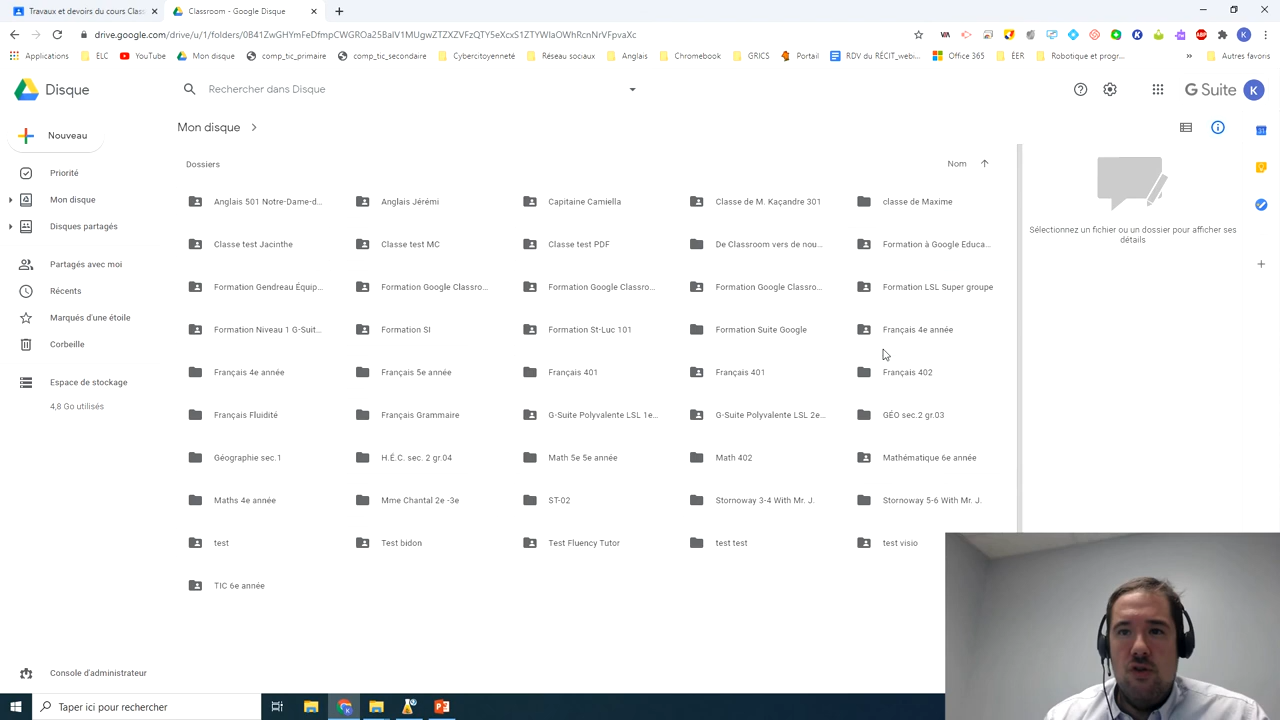 Travaux et devoirs du cours Clas:
Classroom - Google Disque
drive.google.com/drive/u/1/folders/
Applications
ELC
YouTube
Mon disque
comp_tic_primaire
comp_tic_secondaire
Cybercitoyenneté
Réseau sociaux
Anglais
Chromebook
GRICS
Portail
RDV du RÉCIT_webi...
Office 365
ÉER
Robotique et progr...
»
Autres favoris
Disque
Rechercher dans Disque
G Suite
K
Nouveau
Mon disque
Priorité
Mon disque
Disques partagés
Partagés avec moi
Récents
Marqués d'une étoile
Corbeille
Espace de stockage
4,8 Go utilisés
Console d'administrateur
Dossiers
Nom
Anglais 501 Notre-Dame-d...
Anglais Jérémi
Capitaine Camiella
Classe de M. Kaçandre 301
classe de Maxime
Classe test Jacinthe
Classe test MC
Classe test PDF
De Classroom vers de nou...
Formation à Google Educa...
Formation Gendreau Équip...
Formation Google Classro...
Formation Google Classro...
Formation Google Classro...
Formation LSL Super groupe
Formation Niveau 1 G-Suit...
Formation SI
Formation St-Luc 101
Formation Suite Google
Français 4e année
Français 4e année
Français 5e année
Français 401
Français 401
Français 402
Français Fluidité
Français Grammaire
G-Suite Polyvalente LSL 1e...
G-Suite Polyvalente LSL 2e...
GÉO sec.2 gr.03
Géographie sec.1
H.É.C. sec. 2 gr.04
Math 5e 5e année
Math 402
Mathématique 6e année
Maths 4e année
Mme Chantal 2e -3e
ST-02
Stornoway 3-4 With Mr. J.
Stornoway 5-6 With Mr. J.
test
Test bidon
Test Fluency Tutor
test test
test visio
TIC 6e année
Sélectionnez un fichier ou un dossier pour afficher ses
détails
Taper ici pour rechercher